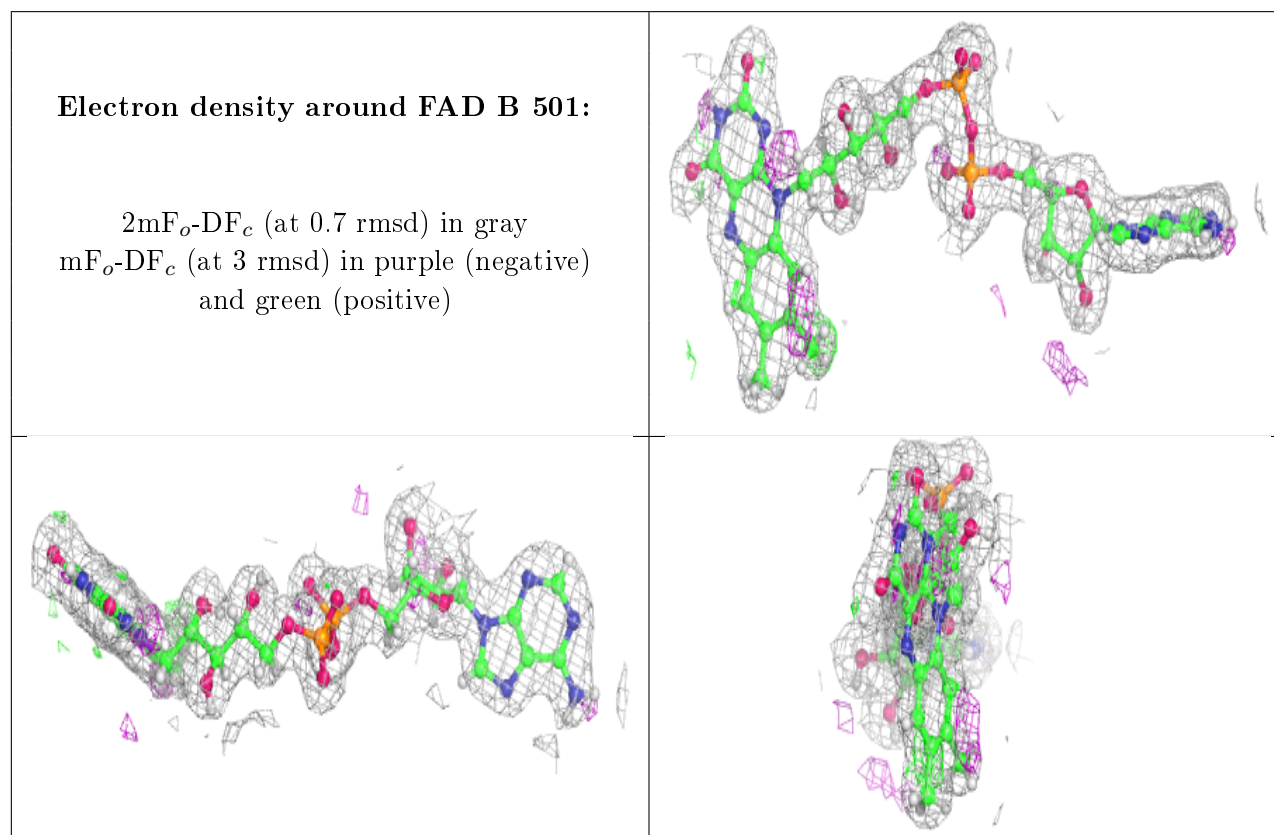 Electron density around FAD B 501:
2mFₒ-DF𝒸 (at 0.7 rmsd) in gray
mFₒ-DF𝒸 (at 3 rmsd) in purple (negative)
and green (positive)